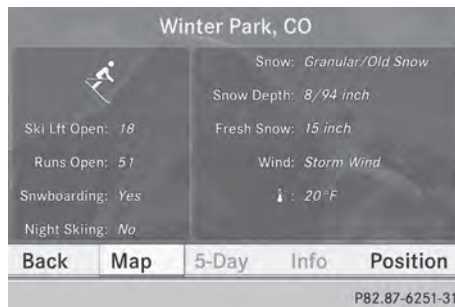 Winter Park, CO
Ski Lft Open: 18
Runs Open: 51
Snwboarding: Yes
Night Skiing: No
Snow: Granular/Old Snow
Snow Depth: 8/94 inch
Fresh Snow: 15 inch
Wind: Storm Wind
: 20°F
Back Map 5-Day Info Position
P82.87-6251-31